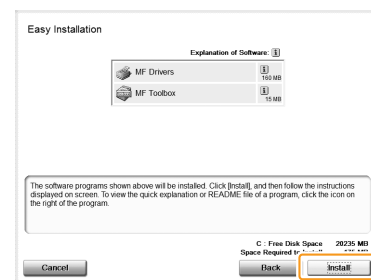 Easy Installation
Explanation of Software:
MF Drivers
160 MB
MF Toolbox
15 MB
The software programs shown above will be installed. Click [Install], and then follow the instructions
displayed on screen. To view the quick explanation or README file of a program, click the icon on
the right of the program.
C : Free Disk Space 20235 MB
Space Required to
Cancel
Back
Install